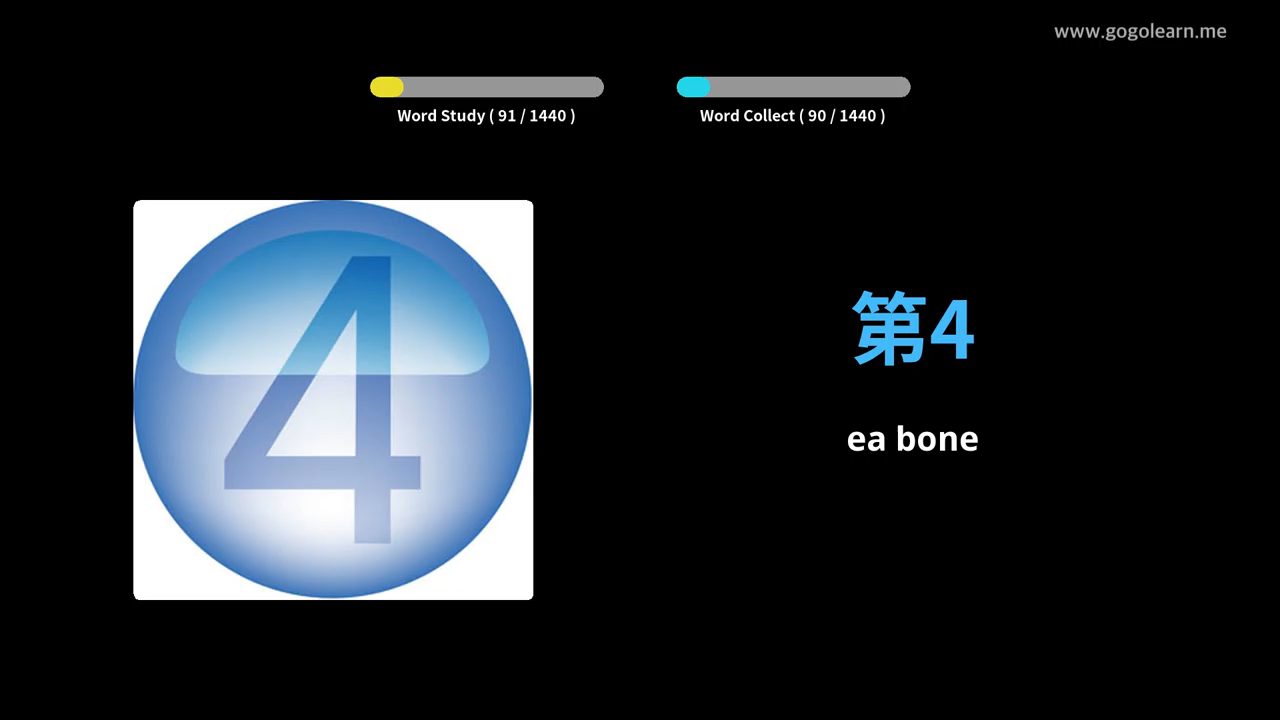 www.gogolearn.me
Word Study ( 91 / 1440 )
Word Collect ( 90 / 1440 )
4
第4
ea bone